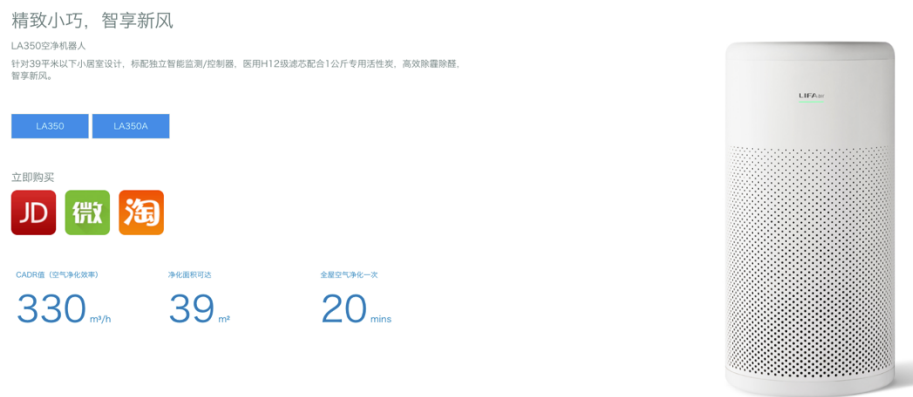 精致小巧，智享新风
LA350空净机器人
针对39平米以下小居室设计，标配独立智能监测/控制器，医用H12级滤芯配合1公斤专用活性炭，高效除霾除醛，
智享新风。
LA350 LA350A
立即购买
JD 微 淘
CADR值（空气净化效率） 净化面积可达 全屋空气净化一次
330 m³/h 39 m² 20 mins
LIFAair